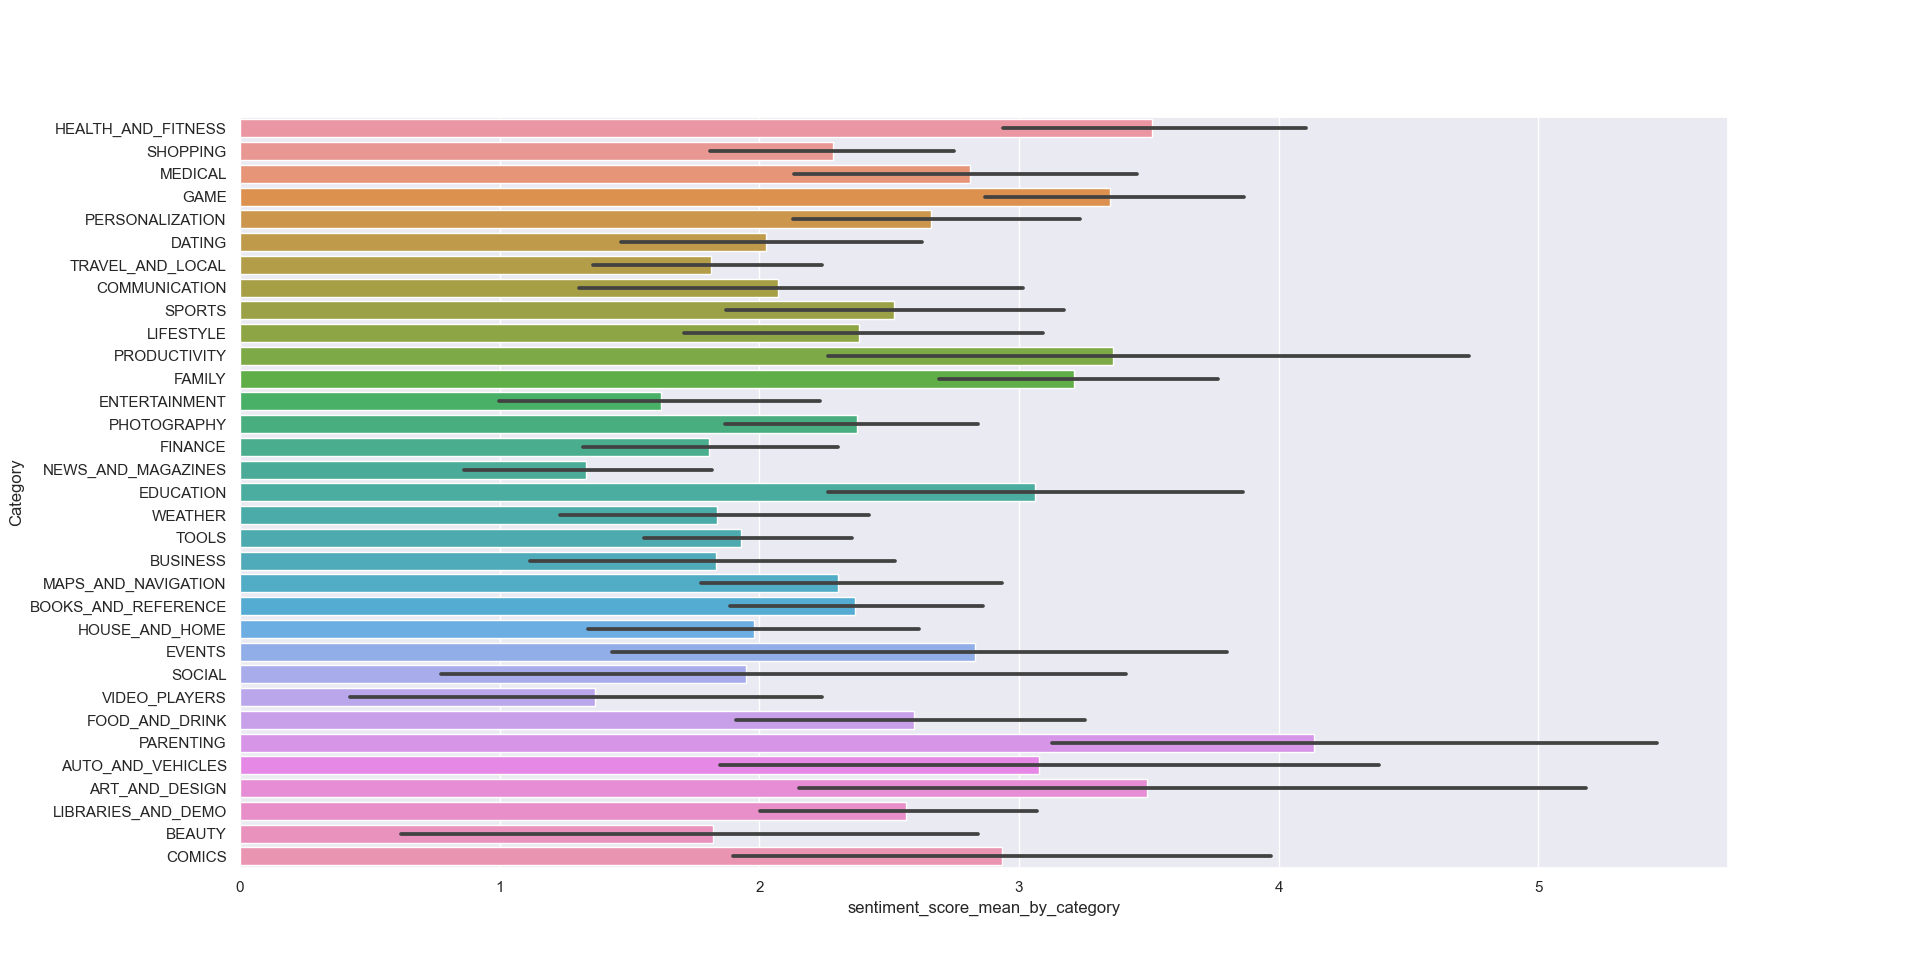 HEALTH_AND_FITNESS
SHOPPING
MEDICAL
GAME
PERSONALIZATION
DATING
TRAVEL_AND_LOCAL
COMMUNICATION
SPORTS
LIFESTYLE
PRODUCTIVITY
FAMILY
ENTERTAINMENT
PHOTOGRAPHY
FINANCE
NEWS_AND_MAGAZINES
EDUCATION
WEATHER
TOOLS
BUSINESS
MAPS_AND_NAVIGATION
BOOKS_AND_REFERENCE
HOUSE_AND_HOME
EVENTS
SOCIAL
VIDEO_PLAYERS
FOOD_AND_DRINK
PARENTING
AUTO_AND_VEHICLES
ART_AND_DESIGN
LIBRARIES_AND_DEMO
BEAUTY
COMICS
Category
0 1 2 3 4 5
sentiment_score_mean_by_category